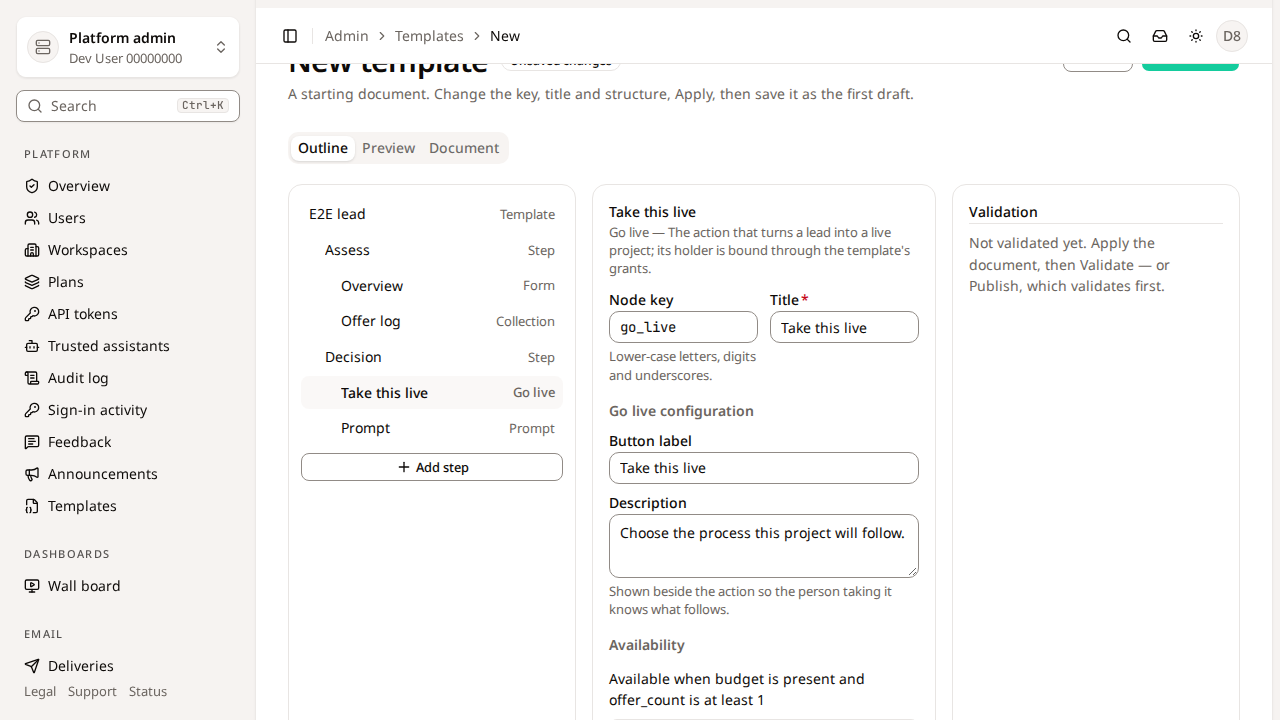 Platform admin
Dev User 00000000
Search
Ctrl+K
PLATFORM
Overview
Users
Workspaces
Plans
API tokens
Trusted assistants
Audit log
Sign-in activity
Feedback
Announcements
Templates
DASHBOARDS
Wall board
EMAIL
Deliveries
Legal Support Status
Admin > Templates > New
D8
New template
Unsaved changes
A starting document. Change the key, title and structure, Apply, then save it as the first draft.
Outline Preview Document
E2E lead Template
Assess Step
Overview Form
Offer log Collection
Decision Step
Take this live Go live
Prompt Prompt
+ Add step
Take this live
Go live — The action that turns a lead into a live
project; its holder is bound through the template's
grants.
Node key Title*
go_live Take this live
Lower-case letters, digits
and underscores.
Go live configuration
Button label
Take this live
Description
Choose the process this project will follow.
Shown beside the action so the person taking it
knows what follows.
Availability
Available when budget is present and
offer_count is at least 1
Validation
Not validated yet. Apply the
document, then Validate — or
Publish, which validates first.